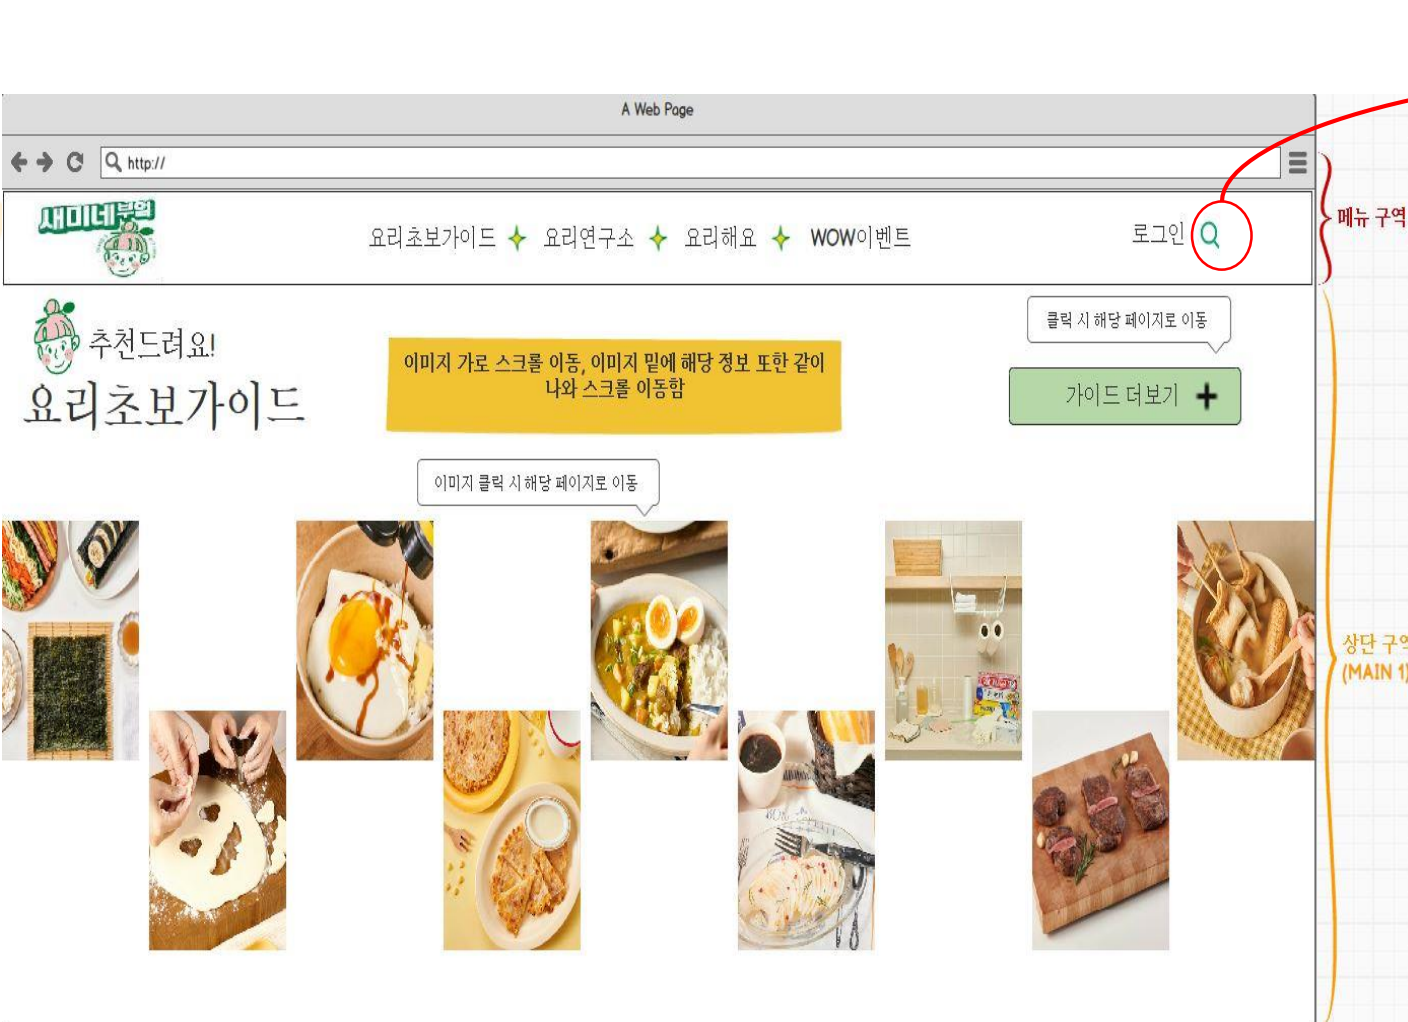 A Web Page
http://
새미네부엌
요리초보가이드 요리연구소 요리해요 WOW이벤트
로그인
메뉴 구역
추천드려요!
요리초보가이드
클릭 시 해당 페이지로 이동
이미지 가로 스크롤 이동, 이미지 밑에 해당 정보 또한 같이
나와 스크롤 이동함
가이드 더보기
이미지 클릭 시 해당 페이지로 이동
상단 구역
(MAIN 1)